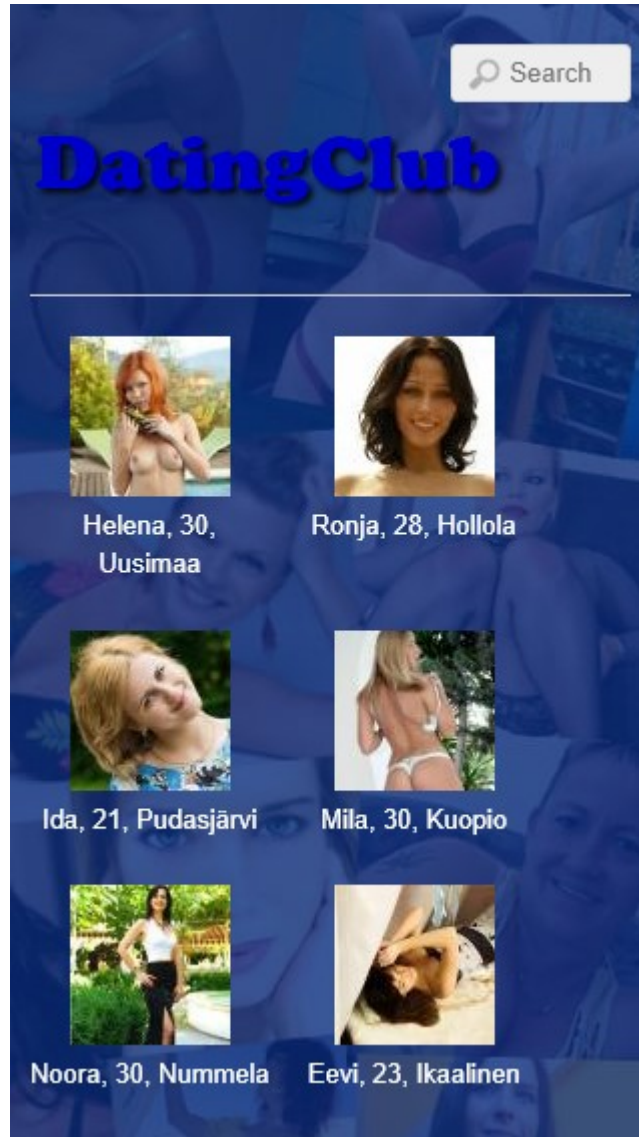 Search
DatingClub
Helena, 30,
Uusimaa
Ronja, 28, Hollola
Ida, 21, Pudasjärvi
Mila, 30, Kuopio
Noora, 30, Nummela
Eevi, 23, Ikaalinen